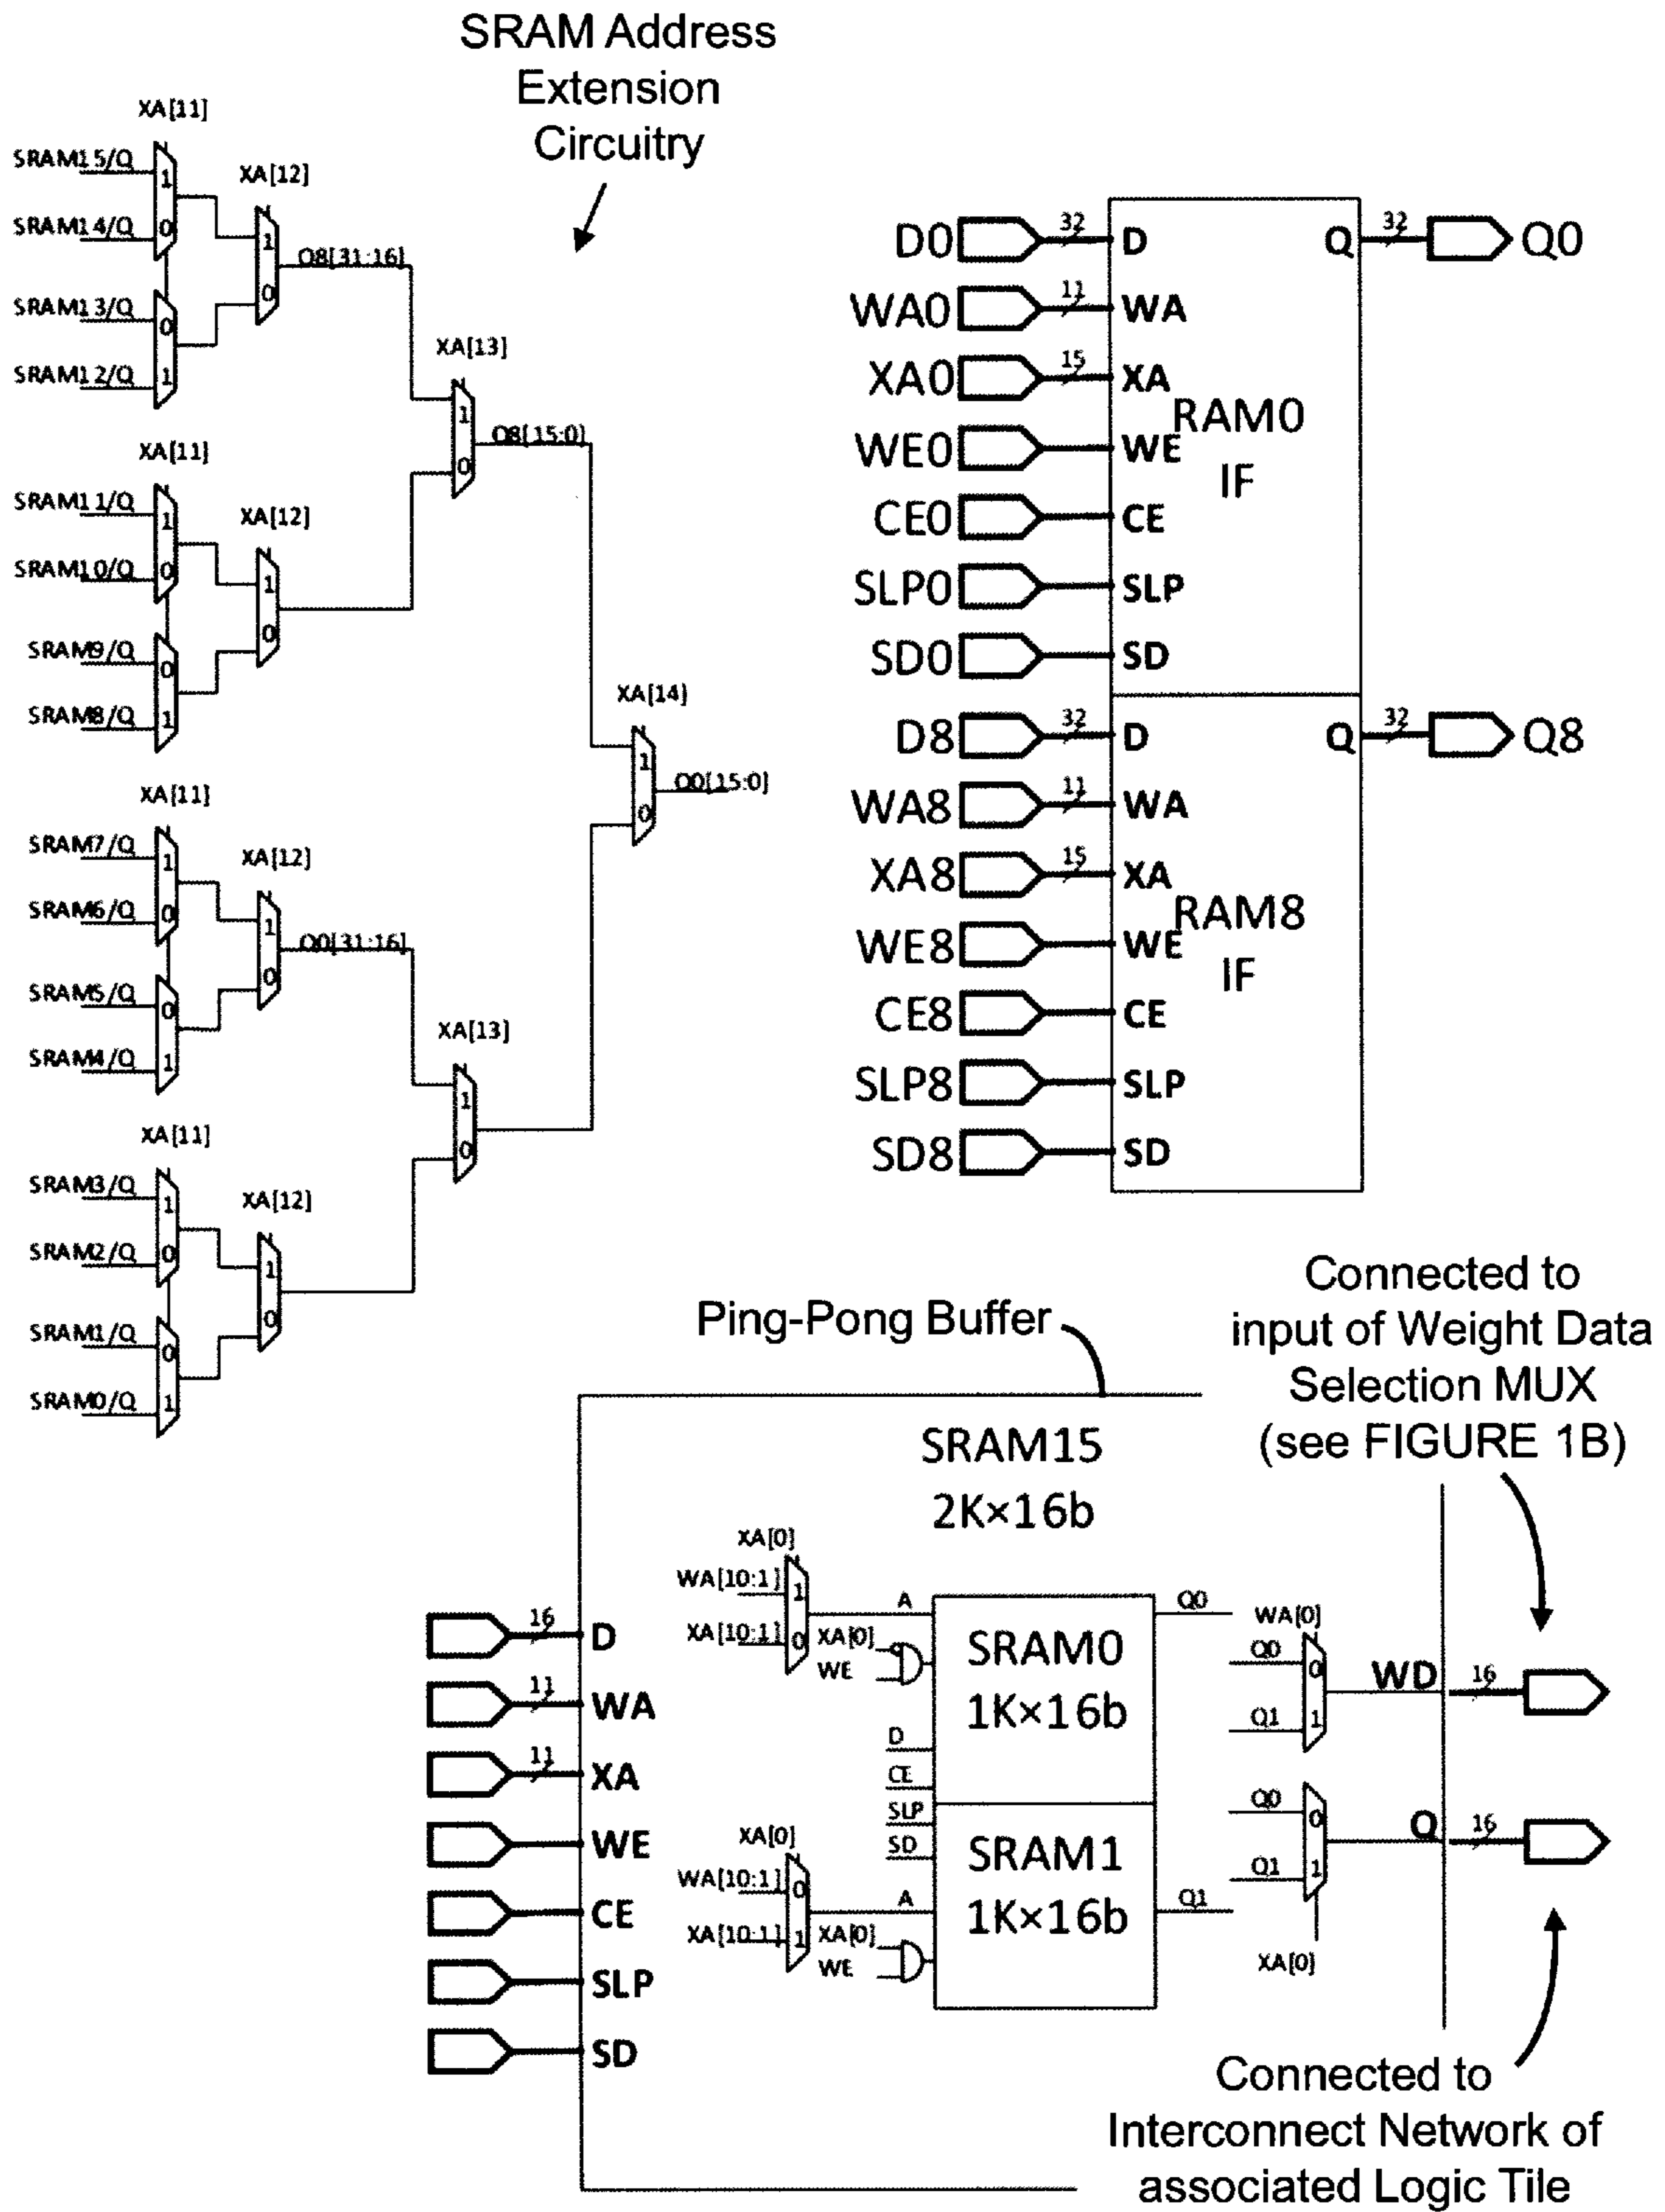 SRAM Address
Extension
Circuitry
XA[11]
SRAM15/Q
1
XA[12]
SRAM14/Q
0
1
Q8[31:16]
SRAM13/Q
0
0
SRAM12/Q
1
XA[13]
1
Q8[15:0]
0
XA[11]
SRAM11/Q
1
XA[12]
SRAM10/Q
0
1
SRAM9/Q
0
0
SRAM8/Q
1
XA[14]
1
Q0[15:0]
0
XA[11]
SRAM7/Q
1
XA[12]
SRAM6/Q
0
1
Q0[31:16]
SRAM5/Q
0
0
SRAM4/Q
1
XA[13]
1
0
XA[11]
SRAM3/Q
1
XA[12]
SRAM2/Q
0
1
SRAM1/Q
0
0
SRAM0/Q
1
D0 32 D Q 32 Q0
WA0 11 WA
XA0 15 XA
RAM0
WE0 WE
IF
CE0 CE
SLP0 SLP
SD0 SD
D8 32 D Q 32 Q8
WA8 11 WA
XA8 15 XA
RAM8
WE8 WE
IF
CE8 CE
SLP8 SLP
SD8 SD
Connected to
input of Weight Data
Selection MUX
(see FIGURE 1B)
Ping-Pong Buffer
SRAM15
2K×16b
16 D
11 WA
11 XA
WE
CE
SLP
SD
XA[0]
WA[10:1] 1
XA[10:1] 0
A
XA[0]
WE
D
CE
SLP
SD
XA[0]
WA[10:1] 0
XA[10:1] 1
A
XA[0]
WE
SRAM0
1K×16b
SRAM1
1K×16b
Q0
Q1
WA[0]
Q0 0
Q1 1
WD 16
Q0 0
Q1 1
Q 16
XA[0]
Connected to
Interconnect Network of
associated Logic Tile